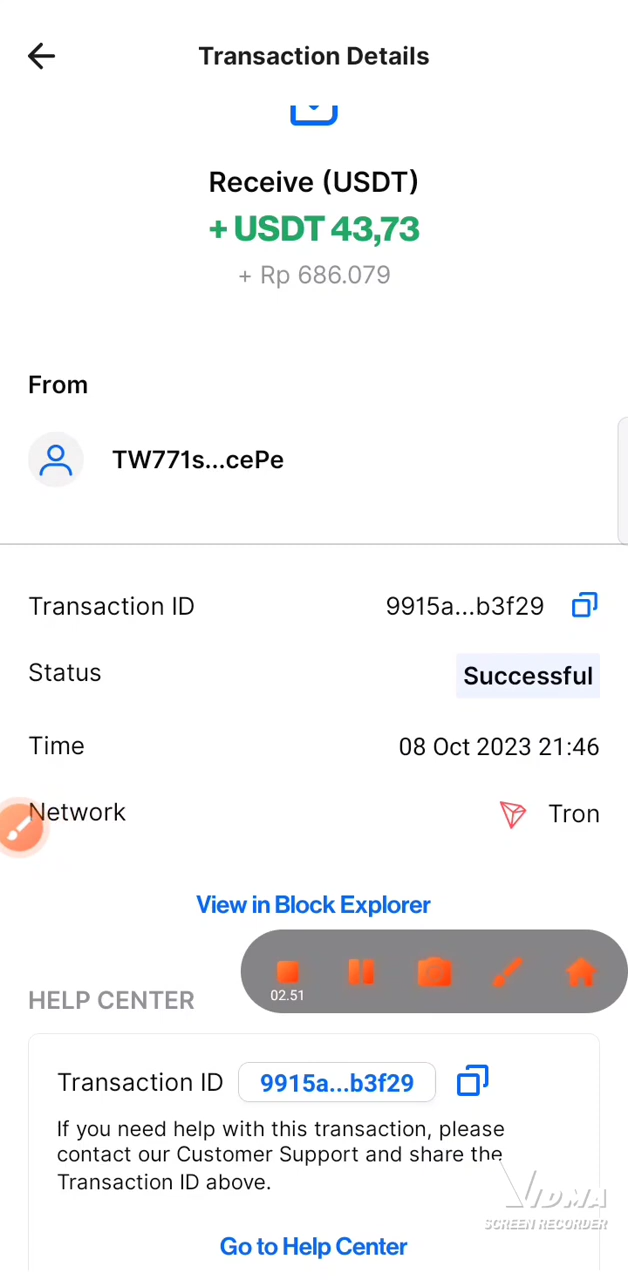 Transaction Details
Receive (USDT)
+ USDT 43,73
+ Rp 686.079
From
TW771s...cePe
Transaction ID 9915a...b3f29
Status Successful
Time 08 Oct 2023 21:46
Network Tron
View in Block Explorer
02.51
HELP CENTER
Transaction ID 9915a...b3f29
If you need help with this transaction, please
contact our Customer Support and share the
Transaction ID above.
VIDMA
SCREEN RECORDER
Go to Help Center